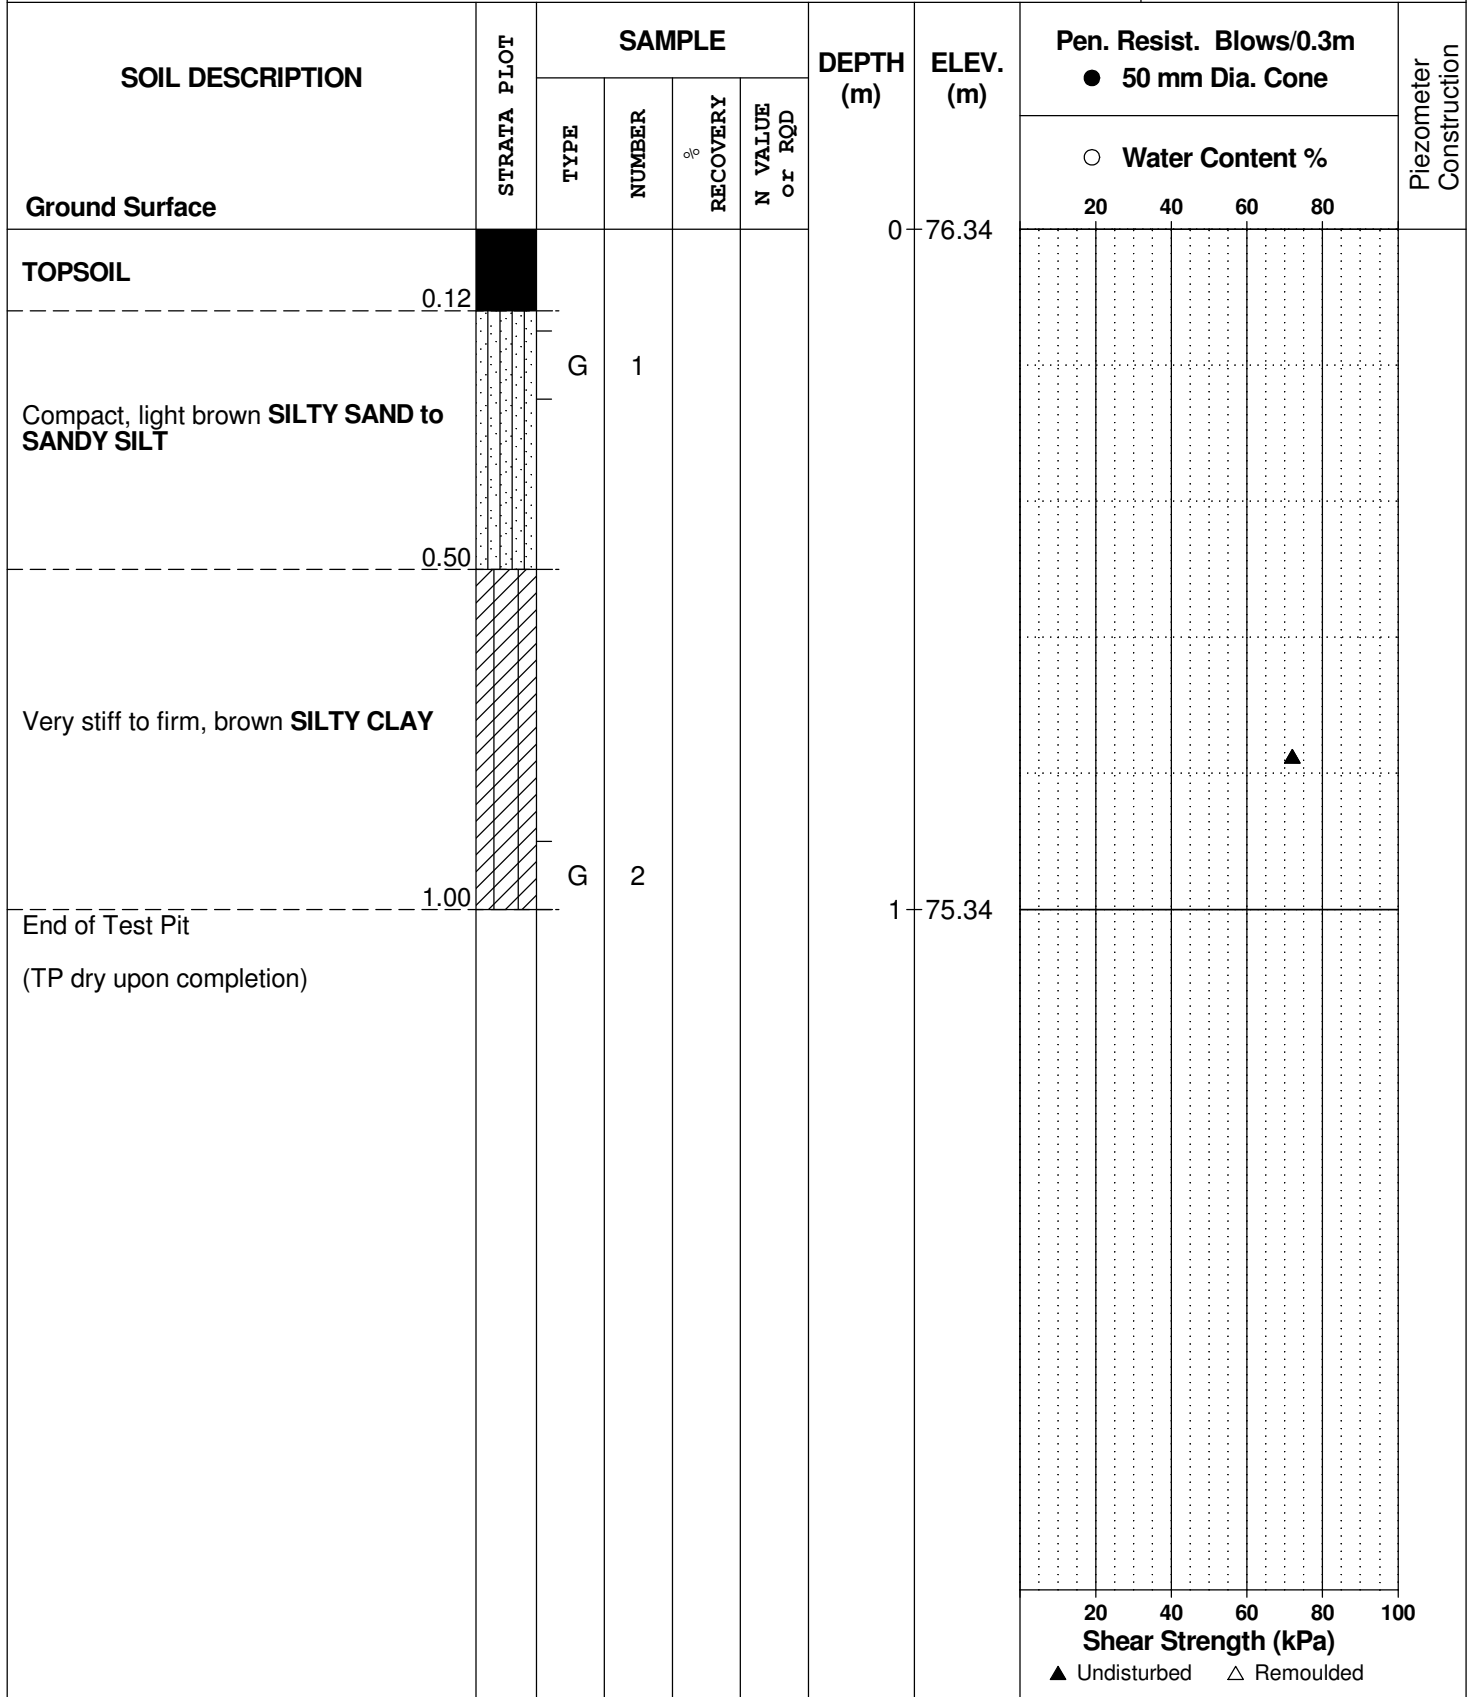 SOIL DESCRIPTION
Ground Surface
STRATA PLOT
SAMPLE
TYPE
NUMBER
% RECOVERY
N VALUE
or RQD
DEPTH
(m)
ELEV.
(m)
Pen. Resist. Blows/0.3m
● 50 mm Dia. Cone
○ Water Content %
20 40 60 80
Piezometer
Construction
0 76.34
TOPSOIL
0.12
G 1
Compact, light brown SILTY SAND to
SANDY SILT
0.50
Very stiff to firm, brown SILTY CLAY
G 2
1.00
1 75.34
End of Test Pit
(TP dry upon completion)
20 40 60 80 100
Shear Strength (kPa)
▲ Undisturbed △ Remoulded